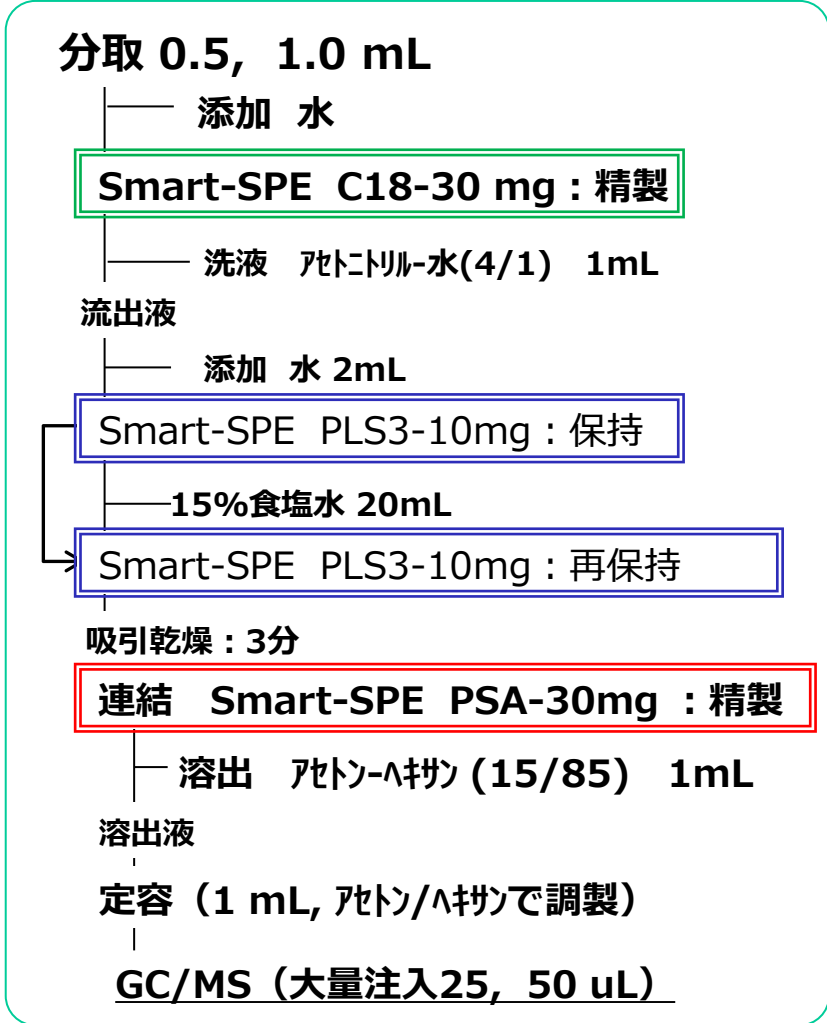 分取 0.5, 1.0 mL
添加 水
Smart-SPE C18-30 mg：精製
洗液 ｱｾﾄﾆﾄﾘﾙ-水(4/1) 1mL
流出液
添加 水 2mL
Smart-SPE PLS3-10mg：保持
15%食塩水 20mL
Smart-SPE PLS3-10mg：再保持
吸引乾燥：3分
連結 Smart-SPE PSA-30mg ：精製
溶出 ｱｾﾄﾝｰﾍｷｻﾝ (15/85) 1mL
溶出液
定容（1 mL, ｱｾﾄﾝ/ﾍｷｻﾝで調製）
GC/MS（大量注入25, 50 uL）